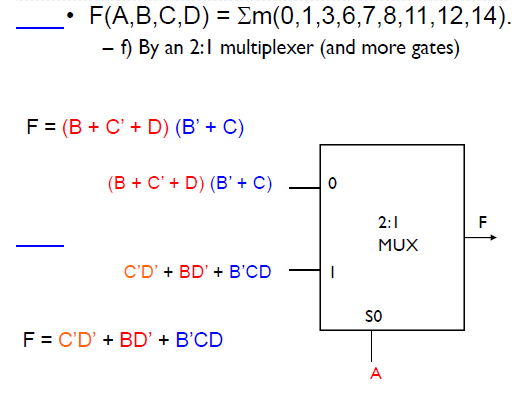 • F(A,B,C,D) = Σm(0,1,3,6,7,8,11,12,14).
– f) By an 2:1 multiplexer (and more gates)
F = (B + C' + D) (B' + C)
(B + C' + D) (B' + C)
0
2:1
MUX
F
C'D' + BD' + B'CD
1
S0
F = C'D' + BD' + B'CD
A